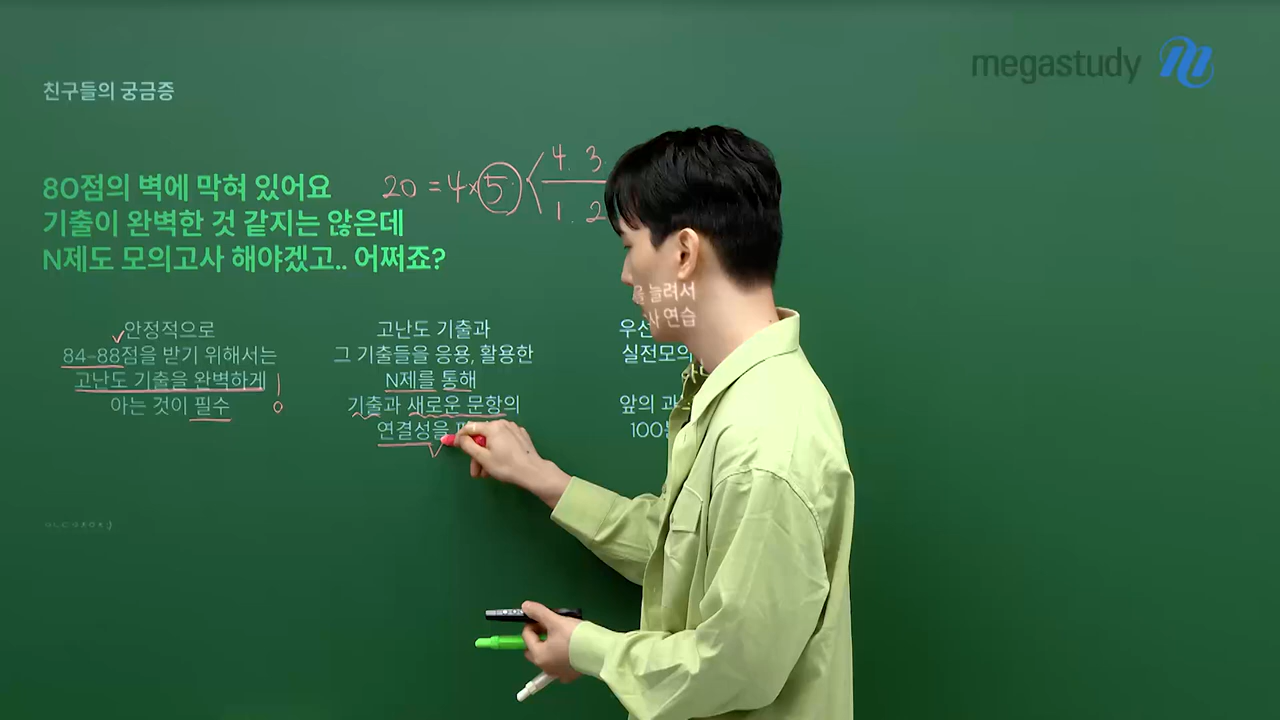 megastudy
친구들의 궁금증
80점의 벽에 막혀 있어요
기출이 완벽한 것 같지는 않은데
N제도 모의고사 해야겠고.. 어쩌죠?
20 = 4×5
4. 3.
1. 2
안정적으로
84-88점을 받기 위해서는
고난도 기출을 완벽하게
아는 것이 필수
!
고난도 기출과
그 기출들을 응용, 활용한
N제를 통해
기출과 새로운 문항의
연결성을
늘려서
연습
실전모의
앞의